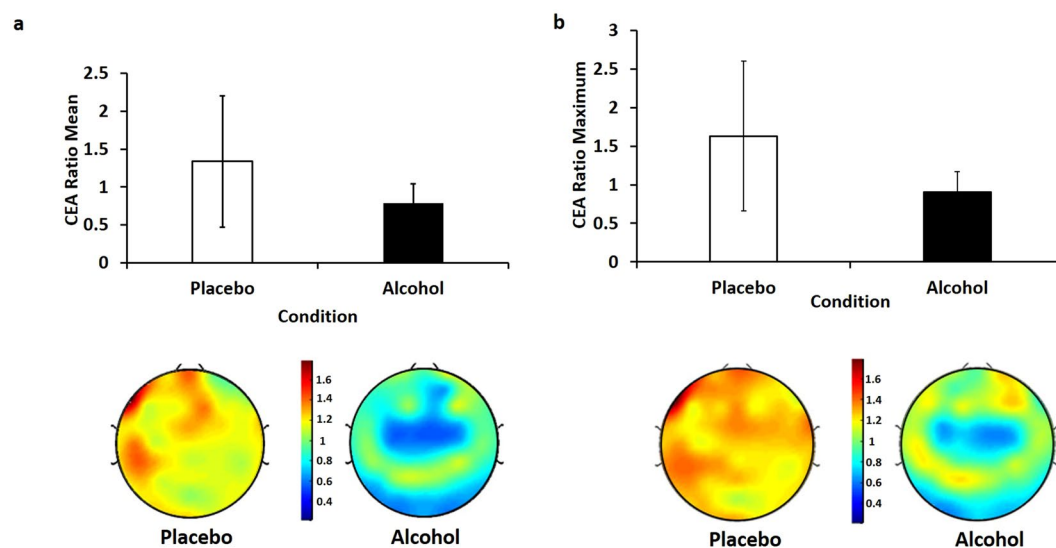 a
2.5
2
1.5
1
0.5
0
CEA Ratio Mean
Placebo
Alcohol
Condition
1.6
1.4
1.2
1
0.8
0.6
0.4
Placebo
Alcohol
b
3
2.5
2
1.5
1
0.5
0
CEA Ratio Maximum
Placebo
Alcohol
Condition
1.6
1.4
1.2
1
0.8
0.6
0.4
Placebo
Alcohol